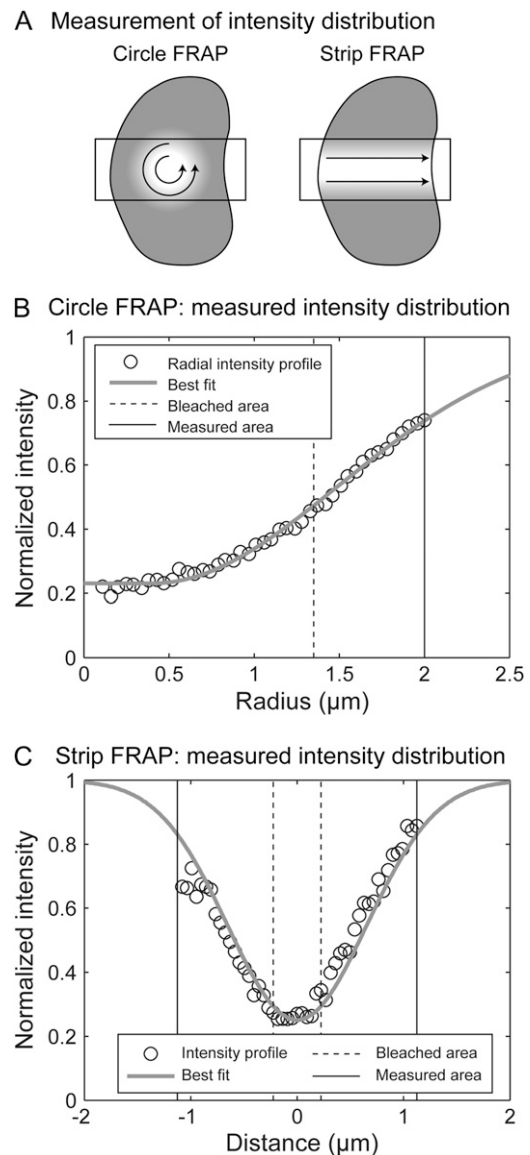 A Measurement of intensity distribution
Circle FRAP
Strip FRAP
B Circle FRAP: measured intensity distribution
Normalized intensity
1
0.8
0.6
0.4
0.2
0
Radial intensity profile
Best fit
Bleached area
Measured area
0 0.5 1 1.5 2 2.5
Radius (µm)
C Strip FRAP: measured intensity distribution
Normalized intensity
1
0.8
0.6
0.4
0.2
0
Intensity profile
Best fit
Bleached area
Measured area
-2 -1 0 1 2
Distance (µm)